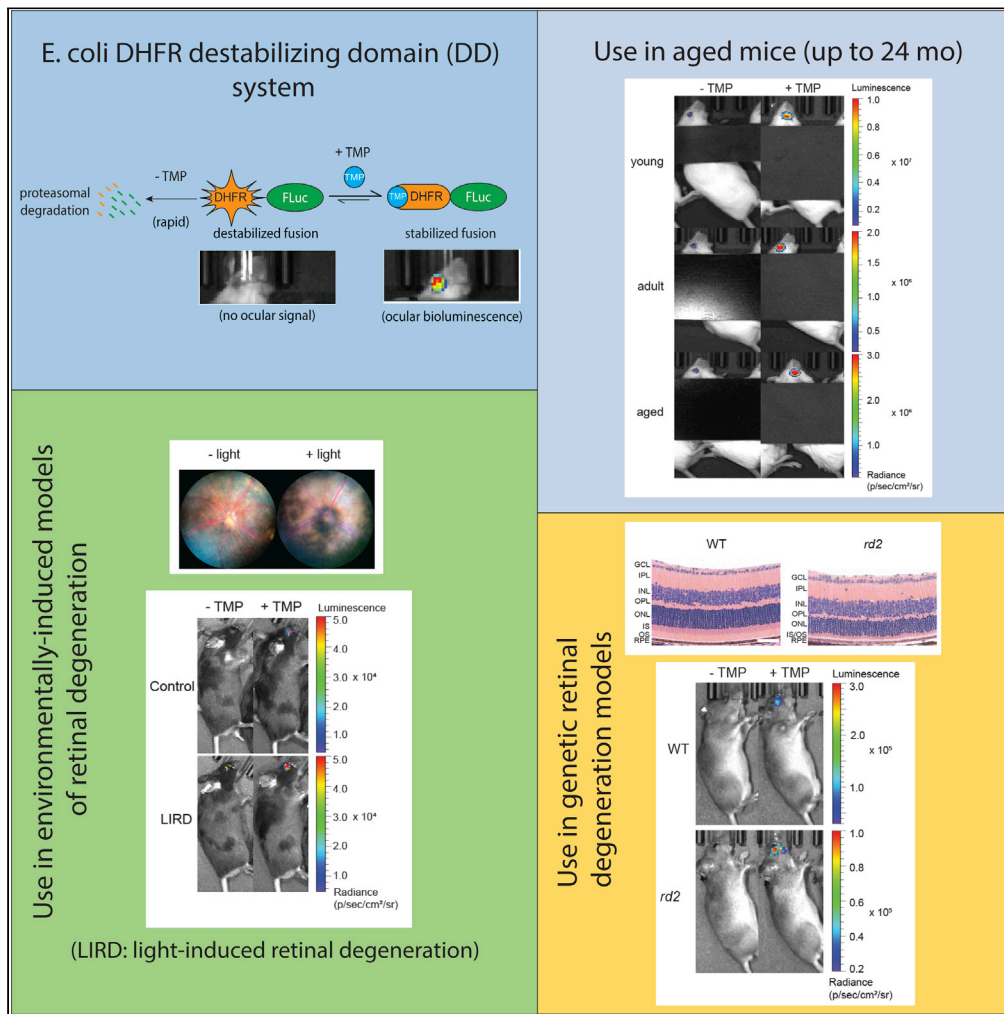 E. coli DHFR destabilizing domain (DD)
system
+ TMP
TMP
- TMP
proteasomal
degradation
(rapid)
DHFR
FLuc
TMP
DHFR
FLuc
destabilized fusion
stabilized fusion
(no ocular signal)
(ocular bioluminescence)
Use in aged mice (up to 24 mo)
- TMP
+ TMP
Luminescence
young
1.0
0.8
0.6
x 10⁷
0.4
0.2
adult
2.0
1.5
x 10⁶
1.0
0.5
aged
3.0
2.0
x 10⁶
1.0
Radiance
(p/sec/cm²/sr)
Use in environmentally-induced models
of retinal degeneration
- light
+ light
- TMP
+ TMP
Luminescence
Control
5.0
4.0
3.0 x 10⁴
2.0
1.0
LIRD
5.0
4.0
3.0 x 10⁴
2.0
1.0
Radiance
(p/sec/cm²/sr)
(LIRD: light-induced retinal degeneration)
Use in genetic retinal
degeneration models
WT
rd2
GCL
IPL
INL
OPL
ONL
IS
OS
RPE
GCL
IPL
INL
OPL
ONL
IS/OS
RPE
- TMP
+ TMP
Luminescence
WT
3.0
2.0
x 10⁵
1.0
rd2
1.0
0.8
0.6
x 10⁵
0.4
0.2
Radiance
(p/sec/cm²/sr)